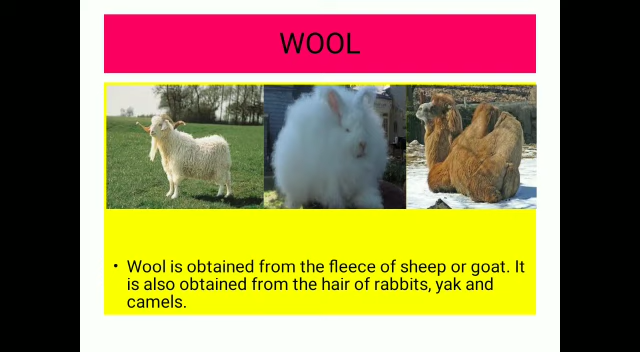 WOOL
• Wool is obtained from the fleece of sheep or goat. It
is also obtained from the hair of rabbits, yak and
camels.